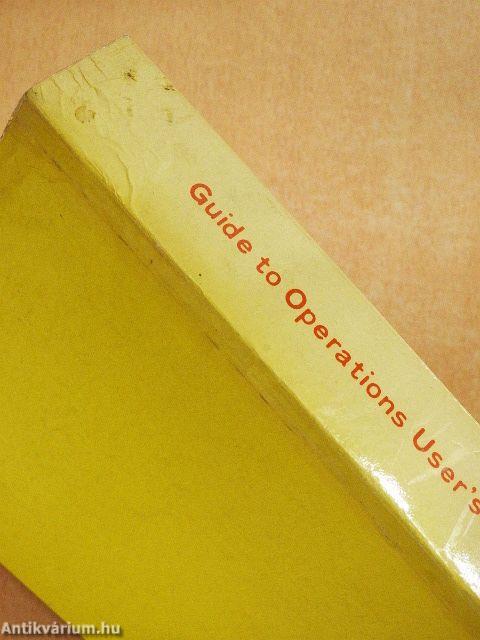 Guide to Operations User's
Antikvárium.hu